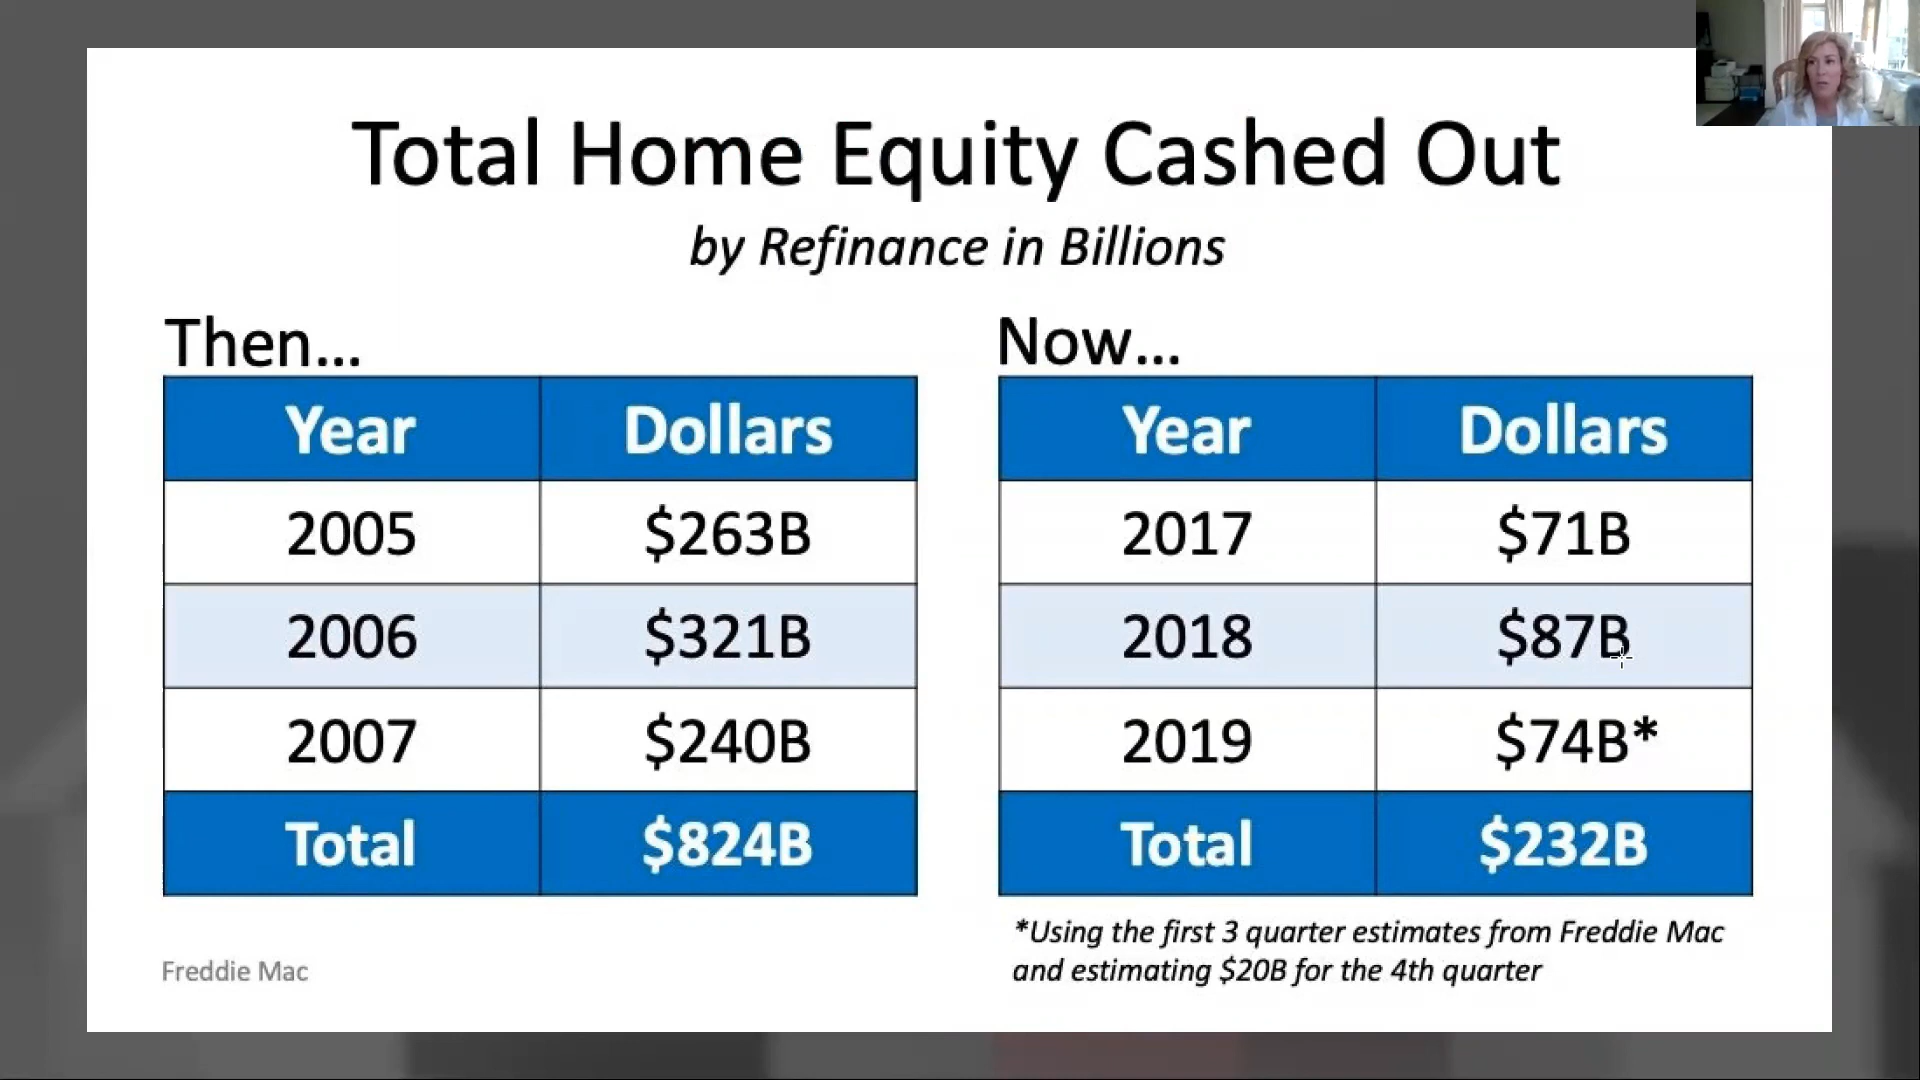 Total Home Equity Cashed Out
by Refinance in Billions
Then...
Year Dollars
2005 $263B
2006 $321B
2007 $240B
Total $824B
Now...
Year Dollars
2017 $71B
2018 $87B
2019 $74B*
Total $232B
*Using the first 3 quarter estimates from Freddie Mac
and estimating $20B for the 4th quarter
Freddie Mac